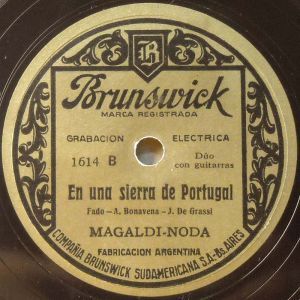 B
Brunswick
MARCA REGISTRADA
GRABACION ELECTRICA
1614 B
Dúo
con guitarras
En una sierra de Portugal
Fado - A. Bonavena - J. De Grassi
MAGALDI-NODA
FABRICACION ARGENTINA
COMPAÑIA BRUNSWICK SUDAMERICANA S.A.-Bs.AIRES